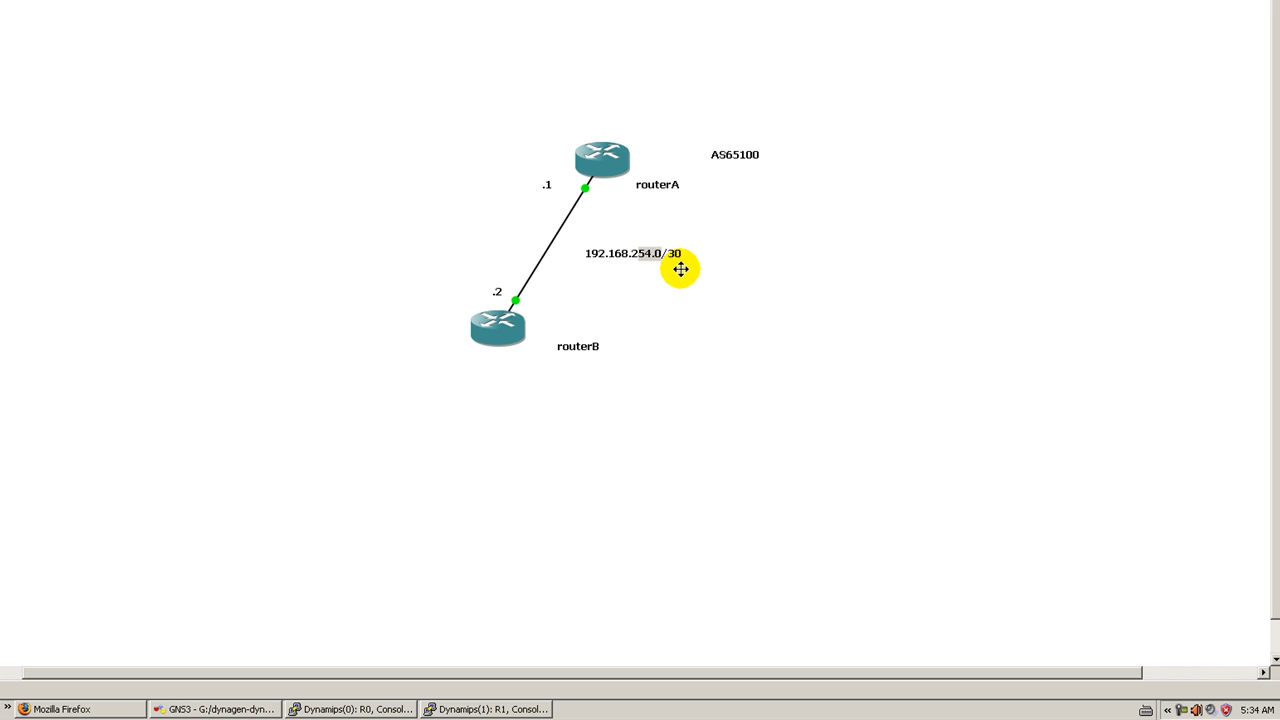 AS65100
.1
routerA
192.168.254.0/30
.2
routerB
»
Mozilla Firefox
GNS3 - G:/dynagen-dyn...
Dynamips(0): R0, Consol...
Dynamips(1): R1, Consol...
«
5:34 AM